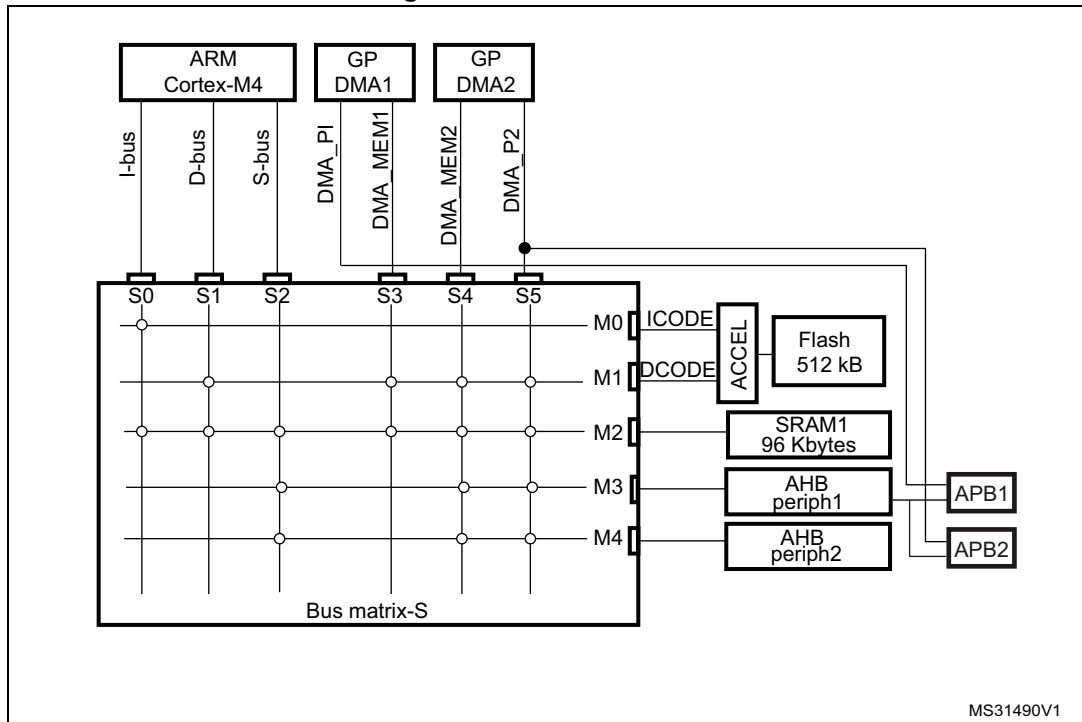 ARM
Cortex-M4
GP
DMA1
GP
DMA2
I-bus
D-bus
S-bus
DMA_PI
DMA_MEM1
DMA_MEM2
DMA_P2
S0 S1 S2 S3 S4 S5
M0
ICODE
M1
DCODE
ACCEL
Flash
512 kB
M2
SRAM1
96 Kbytes
M3
AHB
periph1
APB1
M4
AHB
periph2
APB2
Bus matrix-S
MS31490V1